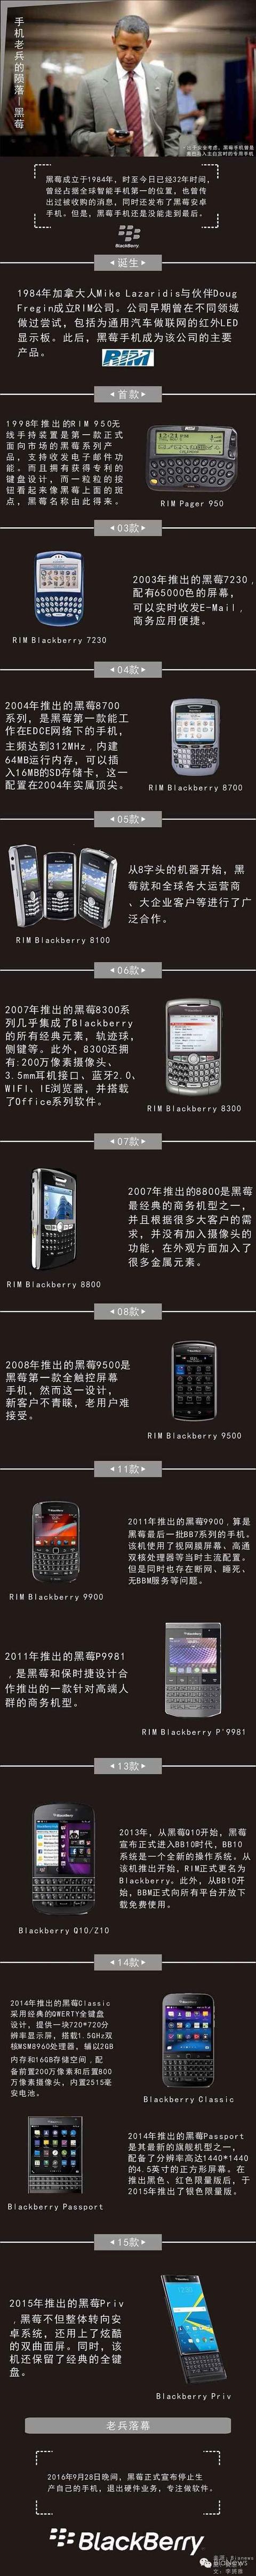 手机老兵的陨落—黑莓
出于安全考虑，黑莓手机曾是
奥巴马入主白宫时的专用手机
黑莓成立于1984年，时至今日已经32年时间，
曾经占据全球智能手机第一的位置，也曾传
出过被收购的消息，同时还发布了黑莓安卓
手机。但是，黑莓手机还是没能走到最后。
BlackBerry
诞生
1984年加拿大人Mike Lazaridis与伙伴Doug
Fregin成立RIM公司。公司早期曾在不同领域
做过尝试，包括为通用汽车做联网的红外LED
显示板。此后，黑莓手机成为该公司的主要
产品。
RIM
首款
1998年推出的RIM 950无
线手持装置是第一款正式
面向市场的黑莓系列产
品，支持收发电子邮件功
能。而且拥有获得专利的
键盘设计，而一粒粒的按
钮看起来像黑莓上面的斑
点，黑莓名称由此得来。
RIM Pager 950
03款
2003年推出的黑莓7230，
配有65000色的屏幕，
可以实时收发E-Mail，
商务应用便捷。
RIM Blackberry 7230
04款
2004年推出的黑莓8700
系列，是黑莓第一款能工
作在EDCE网络下的手机，
主频达到312MHz，内建
64MB运行内存，可以插
入16MB的SD存储卡，这一
配置在2004年实属顶尖。
RIM Blackberry 8700
05款
从8字头的机器开始，黑
莓就和全球各大运营商
、大企业客户等进行了广
泛合作。
RIM Blackberry 8100
06款
2007年推出的黑莓8300系
列几乎集成了Blackberry
的所有经典元素，轨迹球，
侧键等。此外，8300还拥
有:200万像素摄像头、
3.5mm耳机接口、蓝牙2.0、
WIFI、IE浏览器，并搭载
了Office系列软件。
RIM Blackberry 8300
07款
2007年推出的8800是黑莓
最经典的商务机型之一，
并且根据很多大客户的需
求，并没有加入摄像头的
功能，在外观方面加入了
很多金属元素。
RIM Blackberry 8800
08款
2008年推出的黑莓9500是
黑莓第一款全触控屏幕
手机，然而这一设计，
新客户不青睐，老用户难
接受。
RIM Blackberry 9500
11款
2011年推出的黑莓9900，算是
黑莓最后一批BB7系列的手机。
该机使用了视网膜屏幕、高通
双核处理器等当时主流配置。
但是同时也存在断网、睡死、
无BBM服务等问题。
RIM Blackberry 9900
2011年推出的黑莓P9981
，是黑莓和保时捷设计合
作推出的一款针对高端人
群的商务机型。
RIM Blackberry P'9981
13款
2013年，从黑莓Q10开始，黑莓
宣布正式进入BB10时代，BB10
系统是一个全新的操作系统。从
该机推出开始，RIM正式更名为
Blackberry。此外，从BB10开
始，BBM正式向所有平台开放下
载免费使用。
Blackberry Q10/Z10
14款
2014年推出的黑莓Classic
采用经典的QWERTY全键盘
设计，提供一块720*720分
辨率显示屏，搭载1.5GHz双
核MSM8960处理器，辅以2GB
内存和16GB存储空间，配
备前置200万像素和后置800
万像素摄像头，内置2515毫
安电池。
Blackberry Classic
2014年推出的黑莓Passport
是其最新的旗舰机型之一，
配备了分辨率高达1440*1440
的4.5英寸的正方形屏幕。在
推出黑色、红色限量版后，于
2015年推出了银色限量版。
Blackberry Passport
15款
2015年推出的黑莓Priv
，黑莓不但整体转向安
卓系统，还用上了炫酷
的双曲面屏。同时，该
机还保留了经典的全键
盘。
Blackberry Priv
老兵落幕
2016年9月28日晚间，黑莓正式宣布停止生
产自己的手机，退出硬件业务，专注做软件。
BlackBerry